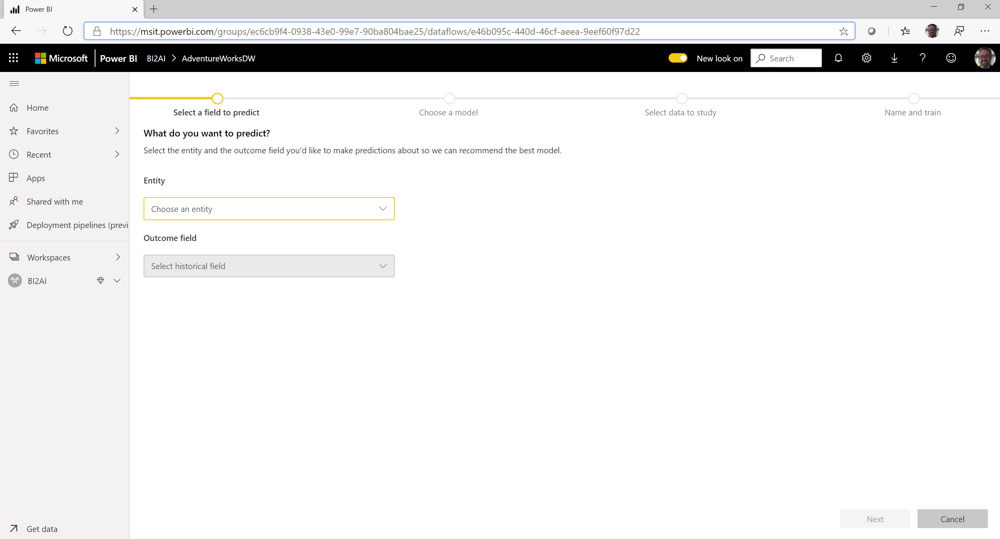 Power BI
https://msit.powerbi.com/groups/ec6cb9f4-0938-43e0-99e7-90ba804bae25/dataflows/e46b095c-440d-46cf-aeea-9eef60f97d22
Microsoft Power BI BI2AI > AdventureWorksDW New look on Search
Home
Favorites
Recent
Apps
Shared with me
Deployment pipelines (previ
Workspaces
BI2AI
Get data
Select a field to predict Choose a model Select data to study Name and train
What do you want to predict?
Select the entity and the outcome field you'd like to make predictions about so we can recommend the best model.
Entity
Choose an entity
Outcome field
Select historical field
Next Cancel